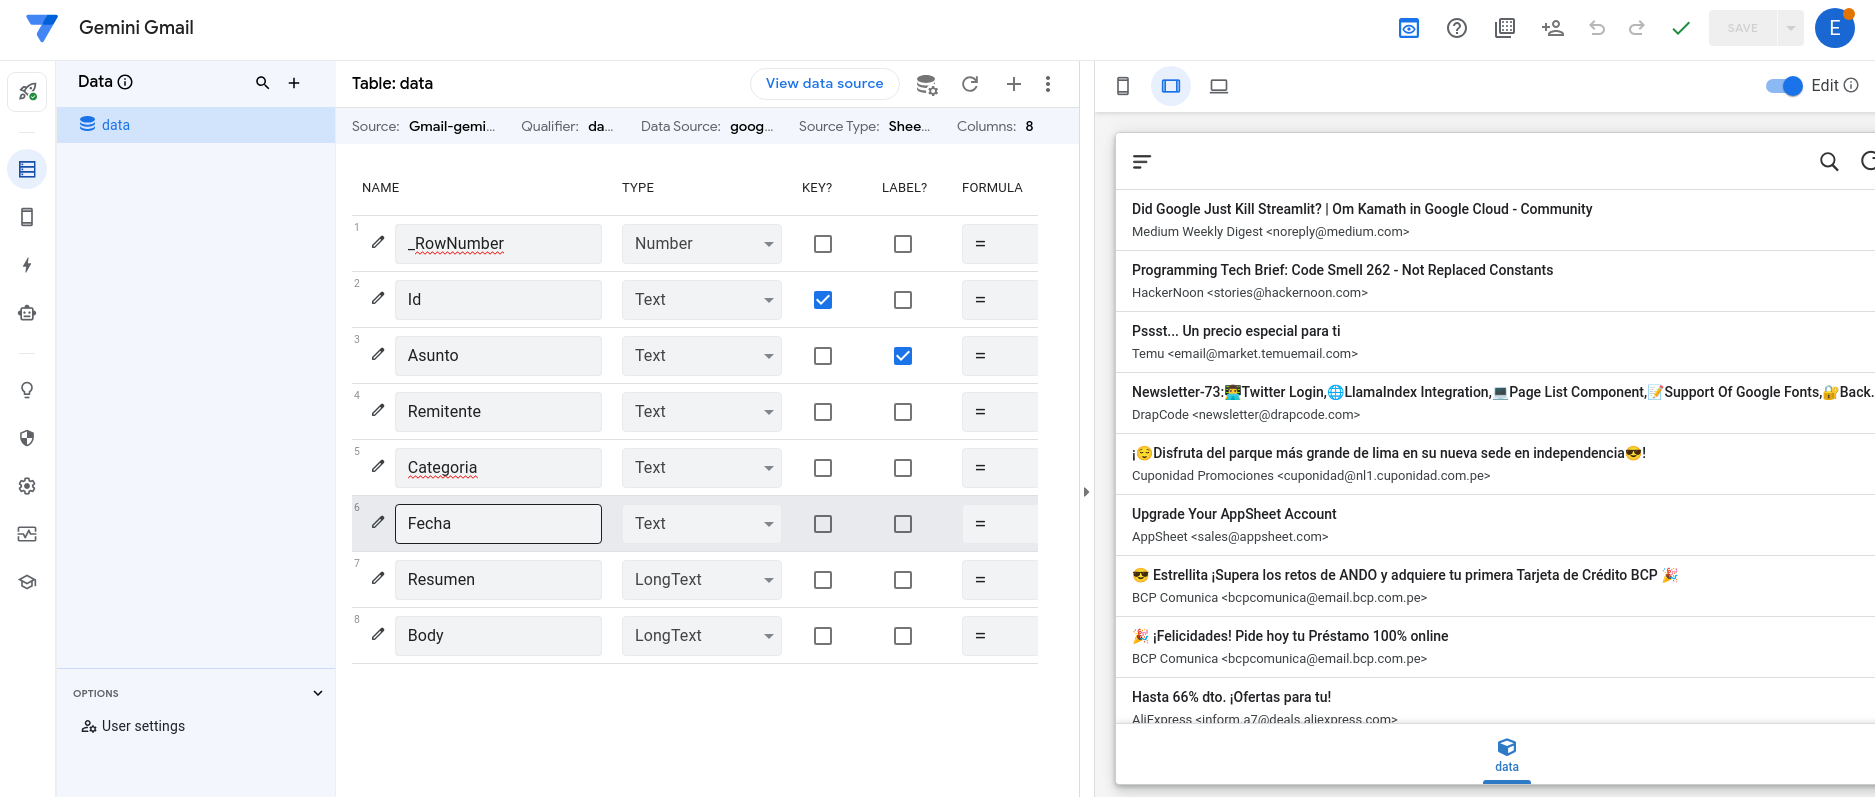 Gemini Gmail
SAVE
E
Data
data
OPTIONS
User settings
Table: data
View data source
Source: Gmail-gemi... Qualifier: da... Data Source: goog... Source Type: Shee... Columns: 8
NAME TYPE KEY? LABEL? FORMULA
1 _RowNumber Number =
2 Id Text =
3 Asunto Text =
4 Remitente Text =
5 Categoria Text =
6 Fecha Text =
7 Resumen LongText =
8 Body LongText =
Edit
Did Google Just Kill Streamlit? | Om Kamath in Google Cloud - Community
Medium Weekly Digest <noreply@medium.com>
Programming Tech Brief: Code Smell 262 - Not Replaced Constants
HackerNoon <stories@hackernoon.com>
Pssst... Un precio especial para ti
Temu <email@market.temuemail.com>
Newsletter-73:👨‍💻Twitter Login,🌐LlamaIndex Integration,💻Page List Component,📝Support Of Google Fonts,🔐Back...
DrapCode <newsletter@drapcode.com>
¡😌Disfruta del parque más grande de lima en su nueva sede en independencia😎!
Cuponidad Promociones <cuponidad@nl1.cuponidad.com.pe>
Upgrade Your AppSheet Account
AppSheet <sales@appsheet.com>
😎 Estrellita ¡Supera los retos de ANDO y adquiere tu primera Tarjeta de Crédito BCP 🎉
BCP Comunica <bcpcomunica@email.bcp.com.pe>
🎉 ¡Felicidades! Pide hoy tu Préstamo 100% online
BCP Comunica <bcpcomunica@email.bcp.com.pe>
Hasta 66% dto. ¡Ofertas para tu!
AliExpress <inform.a7@deals.aliexpress.com>
data